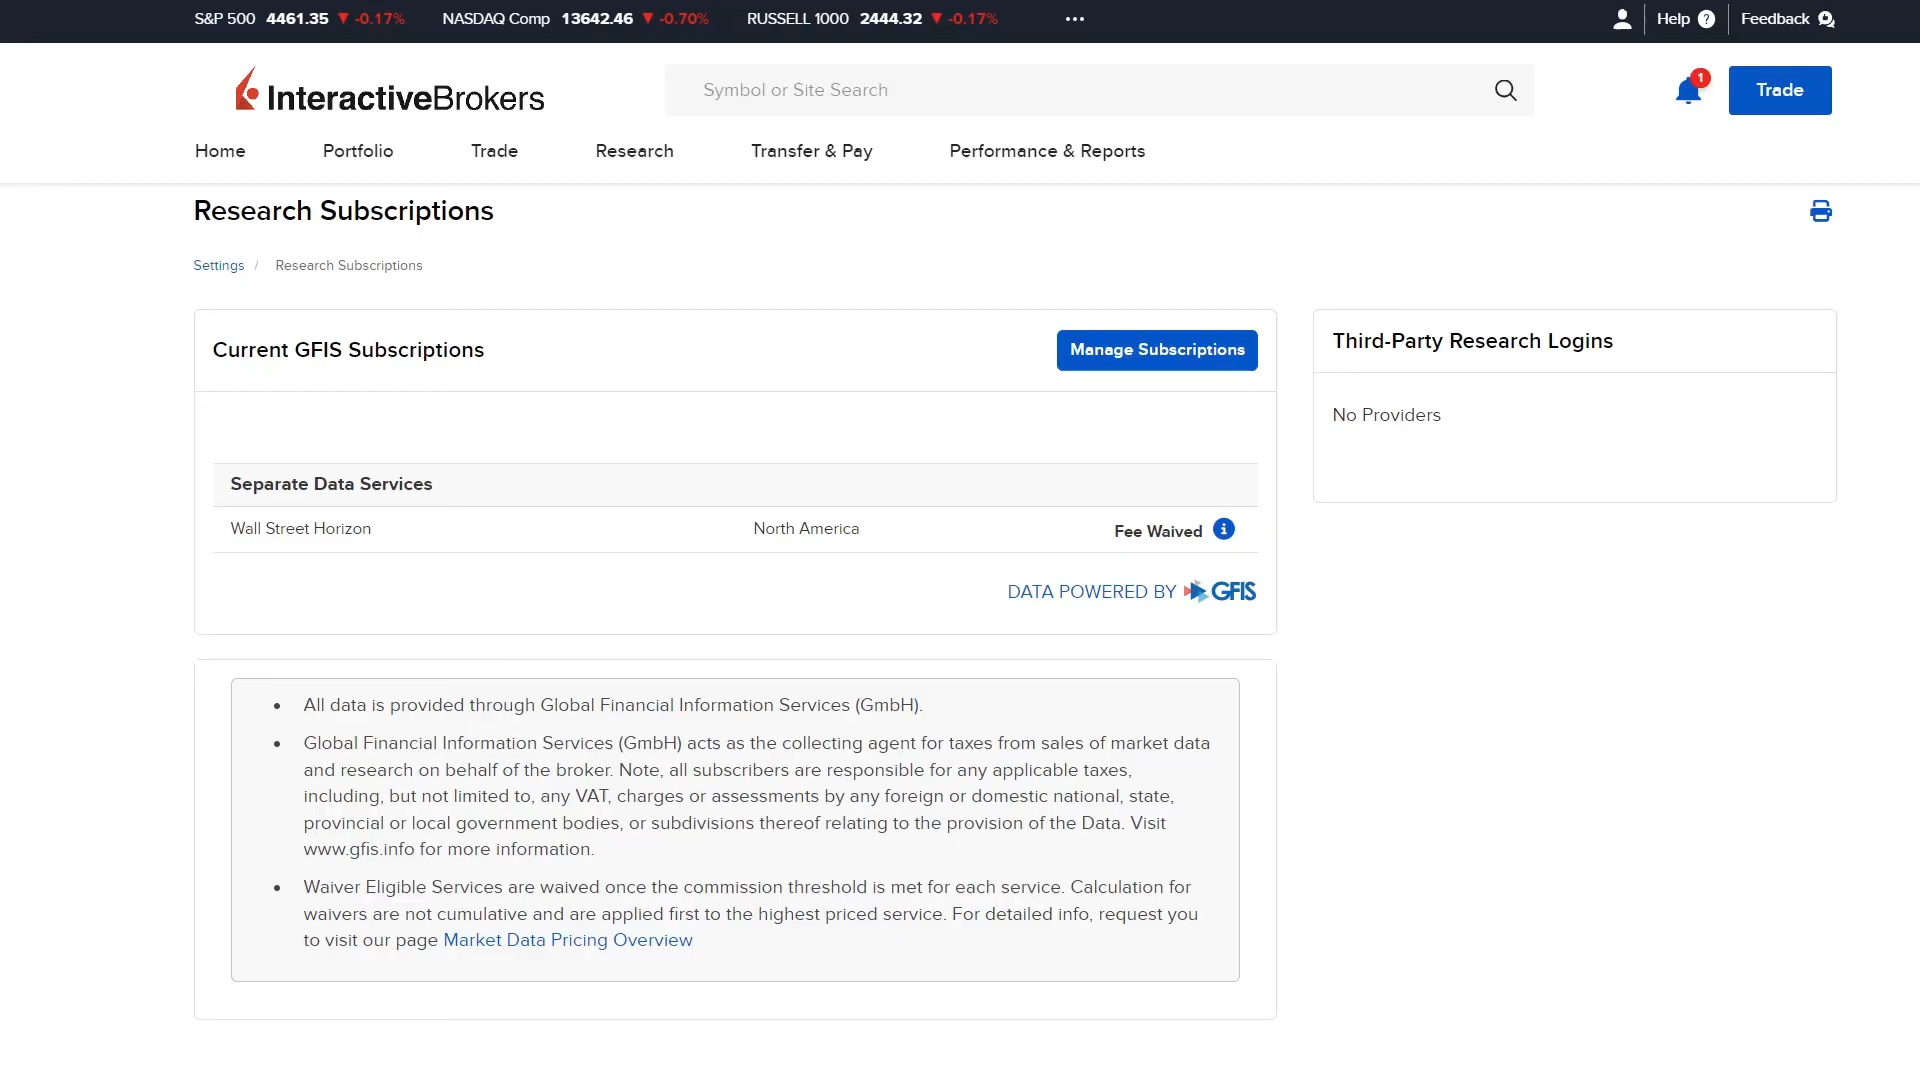 S&P 500 4461.35 ▼ -0.17% NASDAQ Comp 13642.46 ▼ -0.70% RUSSELL 1000 2444.32 ▼ -0.17% ••• Help ? Feedback
InteractiveBrokers
Symbol or Site Search
1
Trade
Home Portfolio Trade Research Transfer & Pay Performance & Reports
Research Subscriptions
Settings / Research Subscriptions
Current GFIS Subscriptions
Manage Subscriptions
Separate Data Services
Wall Street Horizon North America Fee Waived i
DATA POWERED BY GFIS
Third-Party Research Logins
No Providers
• All data is provided through Global Financial Information Services (GmbH).
• Global Financial Information Services (GmbH) acts as the collecting agent for taxes from sales of market data
and research on behalf of the broker. Note, all subscribers are responsible for any applicable taxes,
including, but not limited to, any VAT, charges or assessments by any foreign or domestic national, state,
provincial or local government bodies, or subdivisions thereof relating to the provision of the Data. Visit
www.gfis.info for more information.
• Waiver Eligible Services are waived once the commission threshold is met for each service. Calculation for
waivers are not cumulative and are applied first to the highest priced service. For detailed info, request you
to visit our page Market Data Pricing Overview